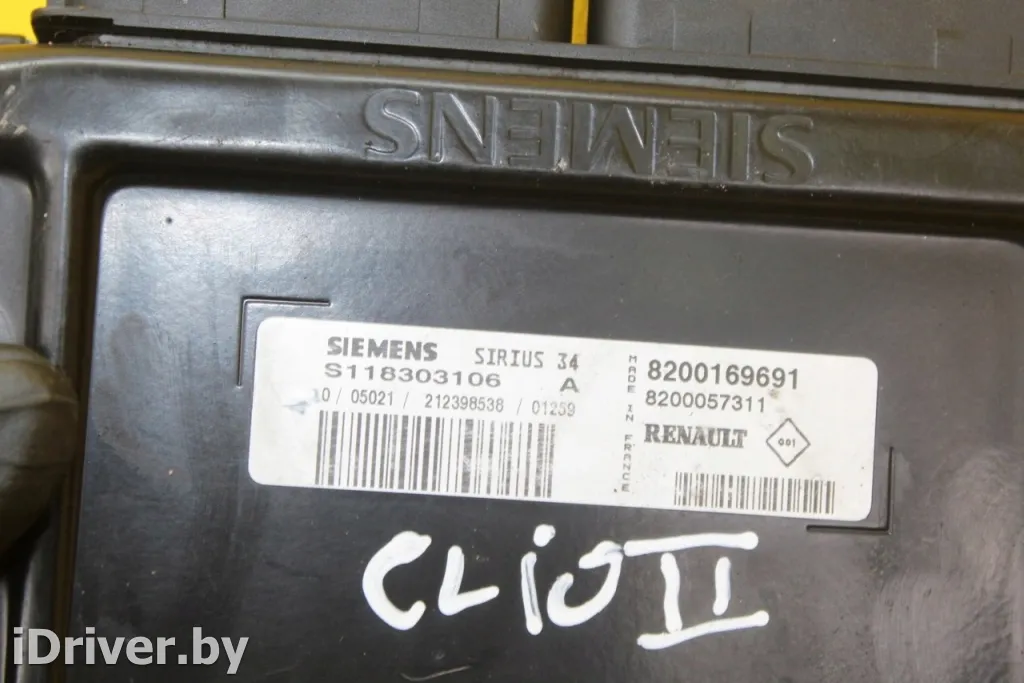 SIEMENS
SIEMENS SIRIUS 34
S118303106 A
10 / 05021 / 212398538 / 01259
MADE IN FRANCE
8200169691
8200057311
RENAULT 001
CLIO II
iDriver.by